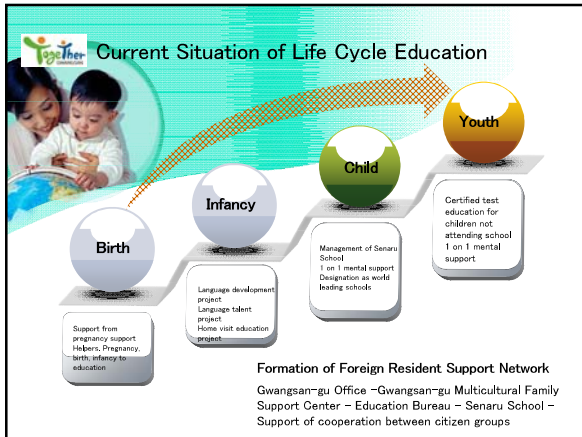 TogeTher
Current Situation of Life Cycle Education
Youth
Child
Infancy
Birth
Certified test
education for
children not
attending school
1 on 1 mental
support
Management of Senaru
School
1 on 1 mental support
Designation as world
leading schools
Language development
project
Language talent
project
Home visit education
project
Support from
pregnancy support
Helpers, Pregnancy,
birth, infancy to
education
Formation of Foreign Resident Support Network
Gwangsan-gu Office -Gwangsan-gu Multicultural Family
Support Center - Education Bureau - Senaru School -
Support of cooperation between citizen groups